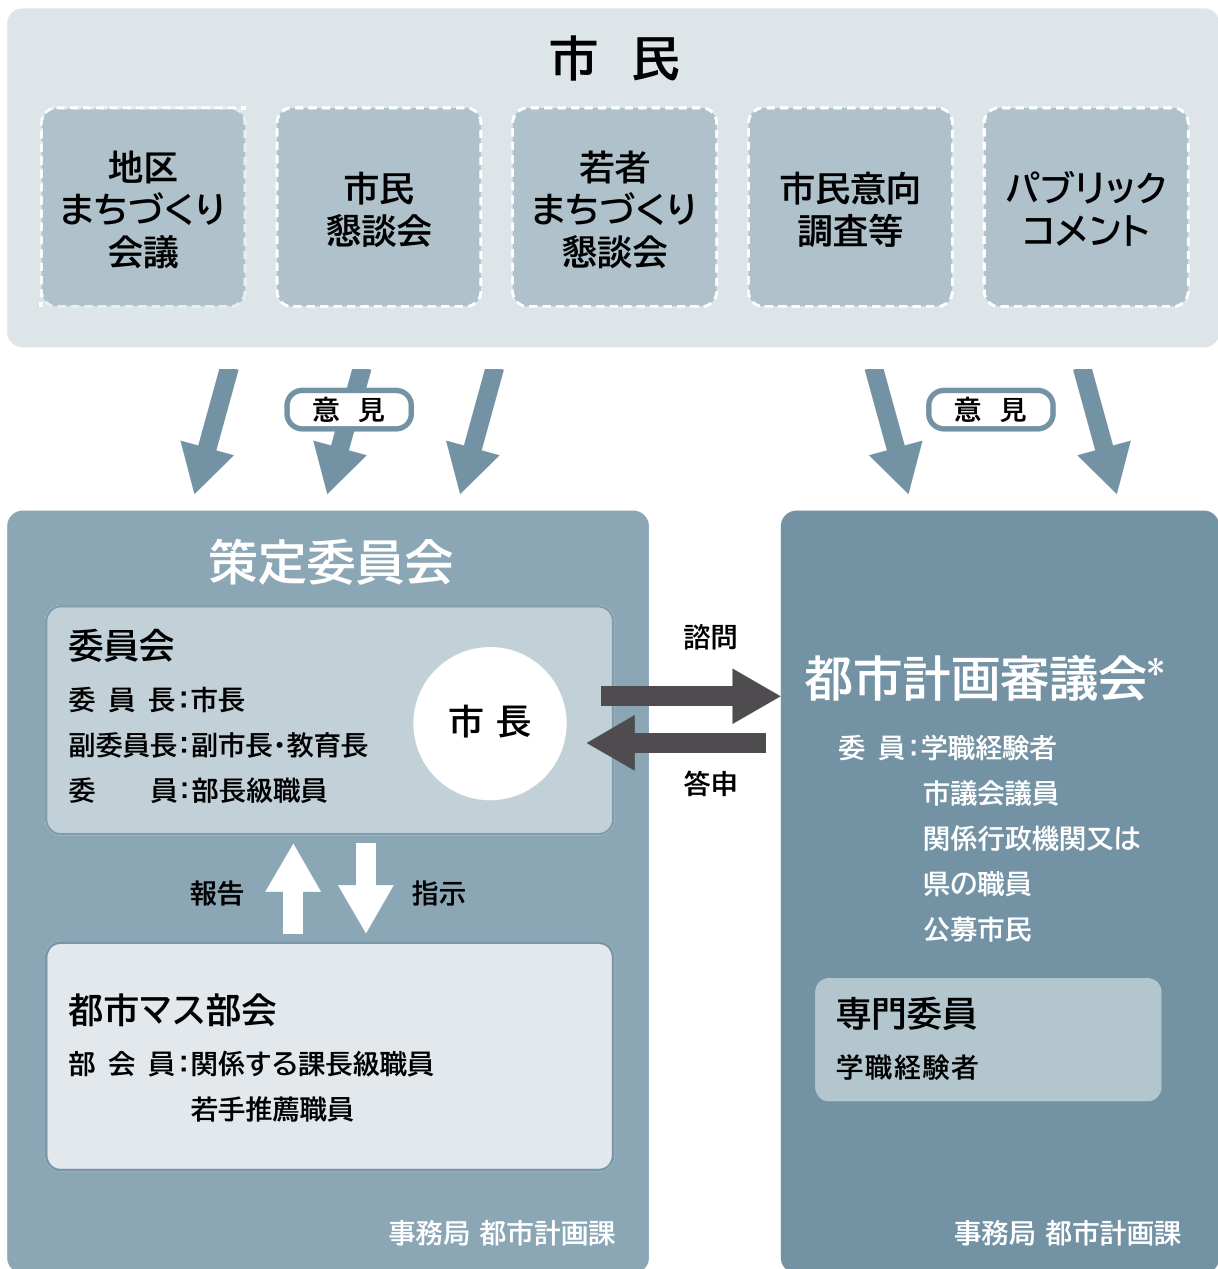 市 民
地区
まちづくり
会議
市民
懇談会
若者
まちづくり
懇談会
市民意向
調査等
パブリック
コメント
意 見
意 見
策定委員会
委員会
委 員 長：市長
副委員長：副市長・教育長
委 員：部長級職員
市 長
報告
指示
都市マス部会
部 会 員：関係する課長級職員
若手推薦職員
事務局 都市計画課
諮問
答申
都市計画審議会*
委 員：学職経験者
市議会議員
関係行政機関又は
県の職員
公募市民
専門委員
学職経験者
事務局 都市計画課